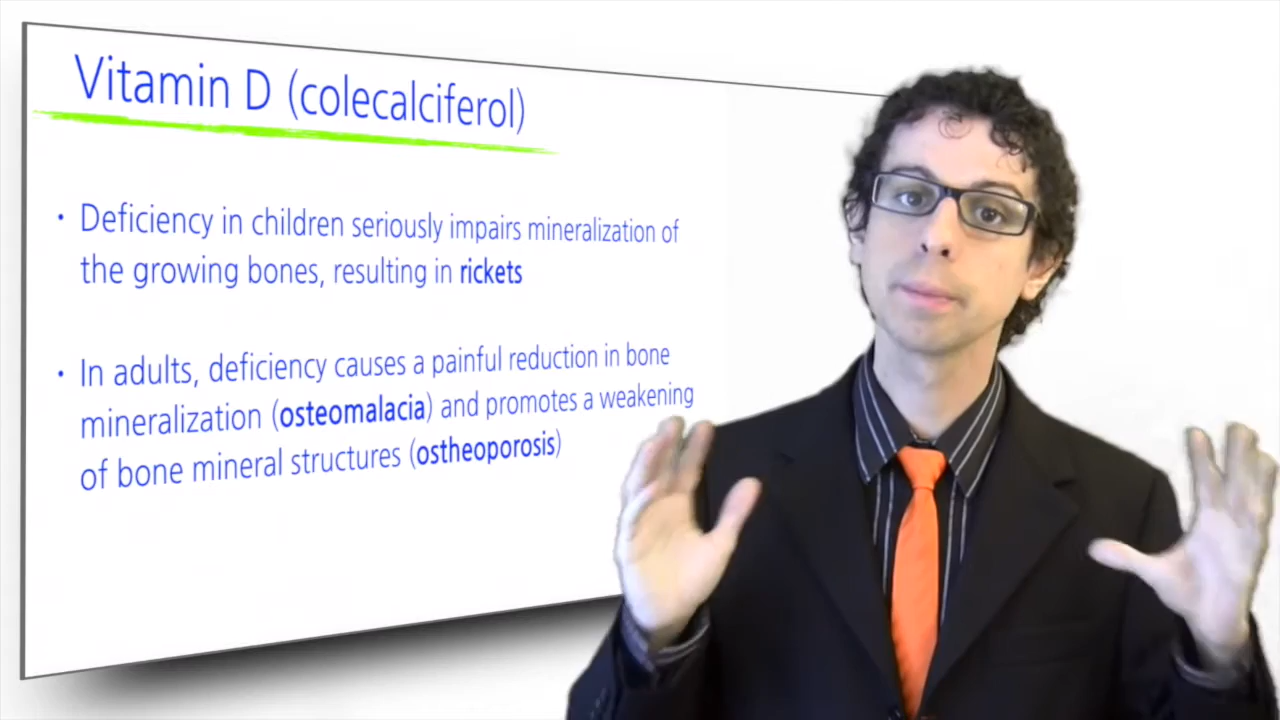 Vitamin D (colecalciferol)
• Deficiency in children seriously impairs mineralization of
the growing bones, resulting in rickets
• In adults, deficiency causes a painful reduction in bone
mineralization (osteomalacia) and promotes a weakening
of bone mineral structures (ostheoporosis)